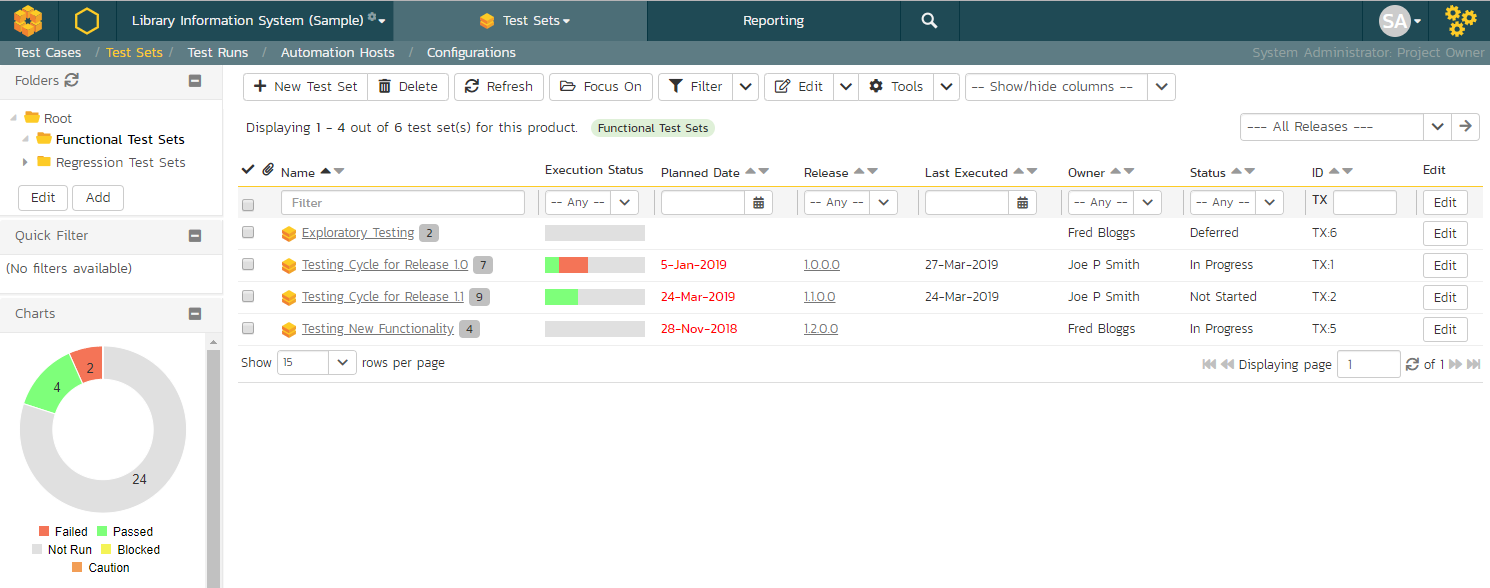 Library Information System (Sample) Test Sets Reporting SA
Test Cases / Test Sets / Test Runs / Automation Hosts / Configurations System Administrator: Project Owner
Folders
Root
Functional Test Sets
Regression Test Sets
Edit Add
Quick Filter
(No filters available)
Charts
2
4
24
Failed Passed
Not Run Blocked
Caution
New Test Set Delete Refresh Focus On Filter Edit Tools -- Show/hide columns --
Displaying 1 - 4 out of 6 test set(s) for this product. Functional Test Sets --- All Releases ---
Name Execution Status Planned Date Release Last Executed Owner Status ID Edit
Filter -- Any -- -- Any -- -- Any -- -- Any -- TX Edit
Exploratory Testing 2 Fred Bloggs Deferred TX:6 Edit
Testing Cycle for Release 1.0 7 5-Jan-2019 1.0.0.0 27-Mar-2019 Joe P Smith In Progress TX:1 Edit
Testing Cycle for Release 1.1 9 24-Mar-2019 1.1.0.0 24-Mar-2019 Joe P Smith Not Started TX:2 Edit
Testing New Functionality 4 28-Nov-2018 1.2.0.0 Fred Bloggs In Progress TX:5 Edit
Show 15 rows per page Displaying page 1 of 1